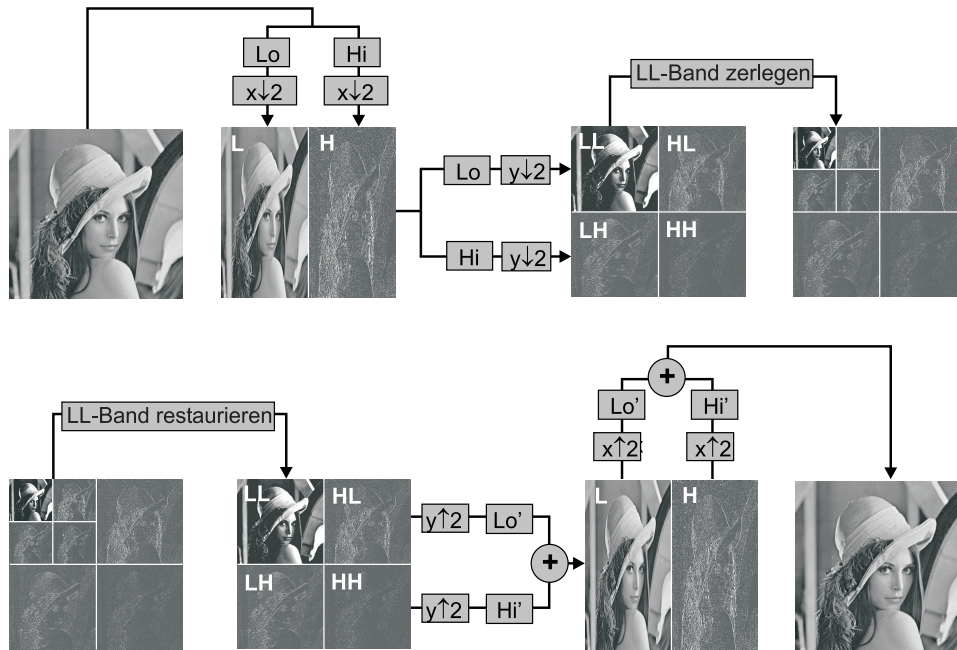 Lo Hi
x↓2 x↓2
LL-Band zerlegen
L H
LL HL
Lo y↓2
LH HH
Hi y↓2
+
LL-Band restaurieren
Lo' Hi'
x↑2 x↑2
LL HL
L H
y↑2 Lo'
+
LH HH
y↑2 Hi'